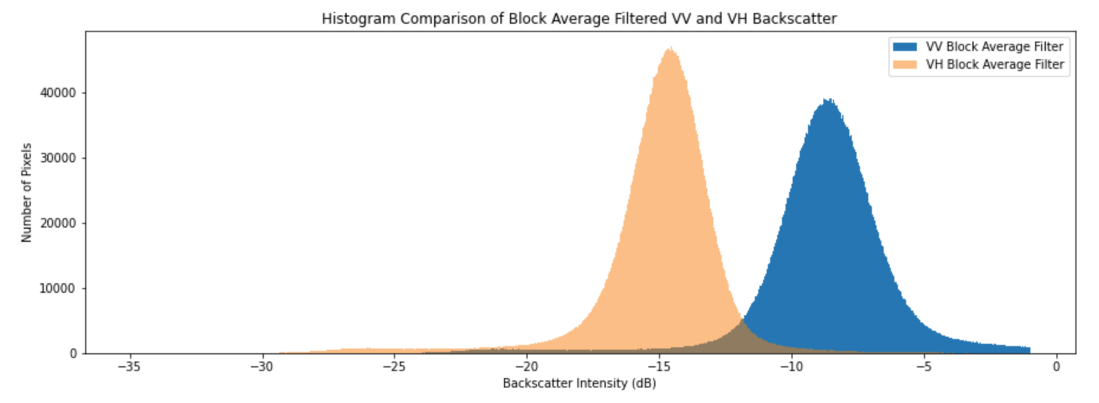 Histogram Comparison of Block Average Filtered VV and VH Backscatter
VV Block Average Filter
VH Block Average Filter
Number of Pixels
40000
30000
20000
10000
0
−35
−30
−25
−20
−15
−10
−5
0
Backscatter Intensity (dB)